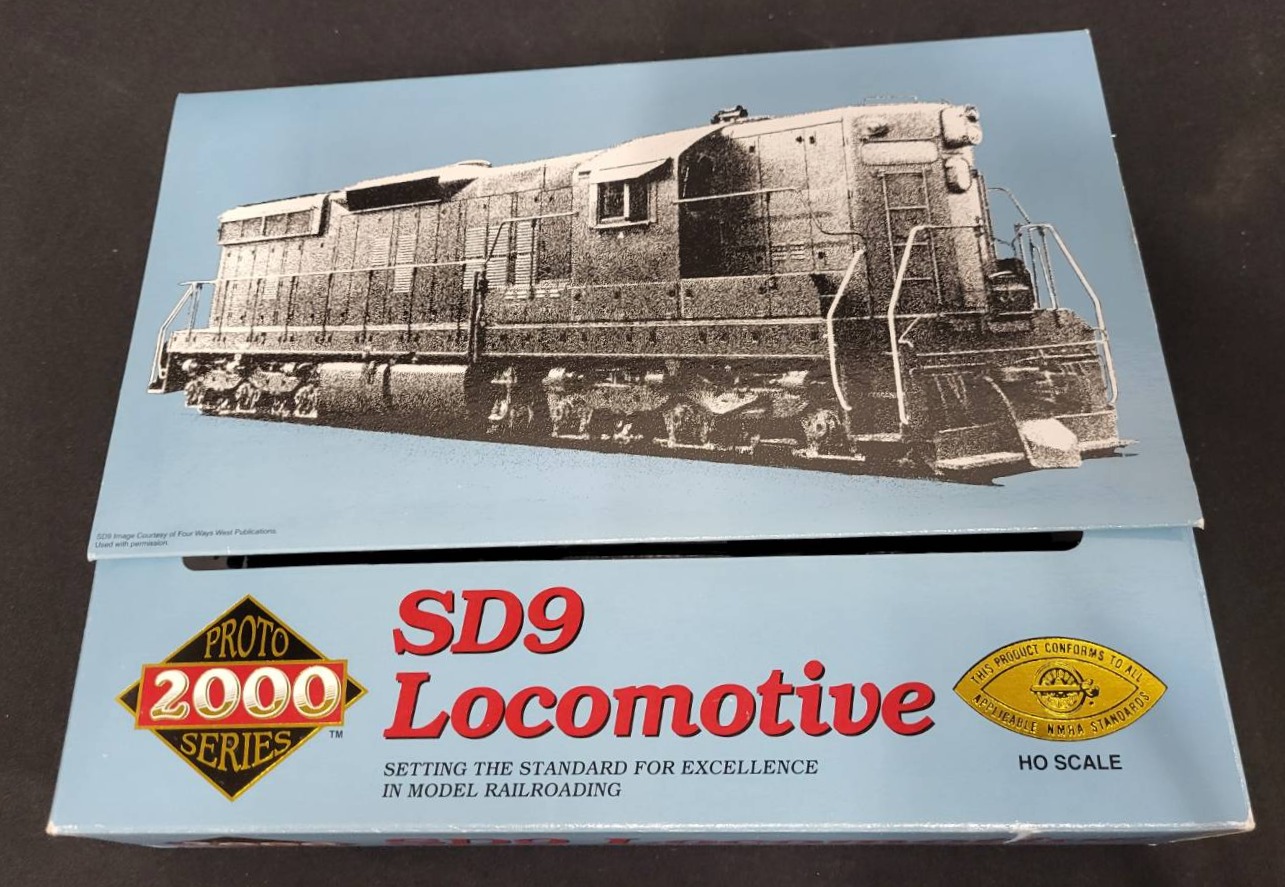 SD9 Image Courtesy of Four Ways West Publications.
Used with permission.
PROTO
2000
SERIES
TM
SD9
Locomotive
SETTING THE STANDARD FOR EXCELLENCE
IN MODEL RAILROADING
THIS PRODUCT CONFORMS TO ALL
APPLICABLE NMRA STANDARDS
HO SCALE